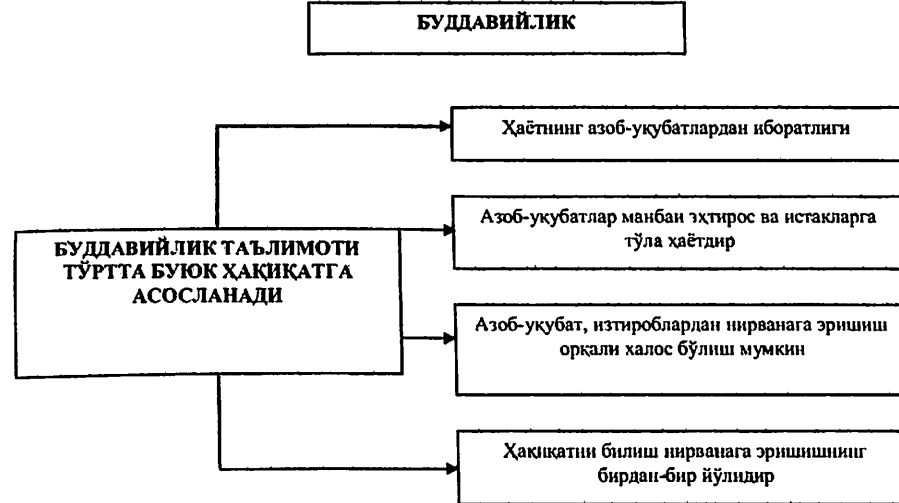 БУДДАВИЙЛИК
Ҳаётнинг азоб-уқубатлардан иборатлиги
Азоб-уқубатлар манбаи эҳтирос ва истакларга
тўла ҳаётдир
БУДДАВИЙЛИК ТАЪЛИМОТИ
ТЎРТТА БУЮК ҲАҚИҚАТГА
АСОСЛАНАДИ
Азоб-уқубат, изтироблардан нирванага эришиш
орқали халос бўлиш мумкин
Ҳақиқатни билиш нирванага эришишнинг
бирдан-бир йўлидир